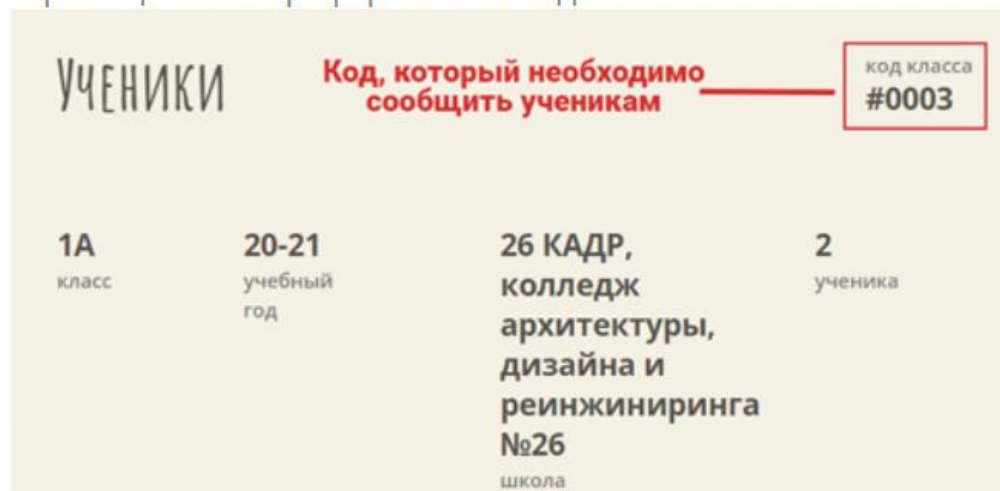 Ученики
Код, который необходимо
сообщить ученикам
код класса
#0003
1А
класс
20-21
учебный
год
26 КАДР,
колледж
архитектуры,
дизайна и
реинжиниринга
№26
школа
2
ученика